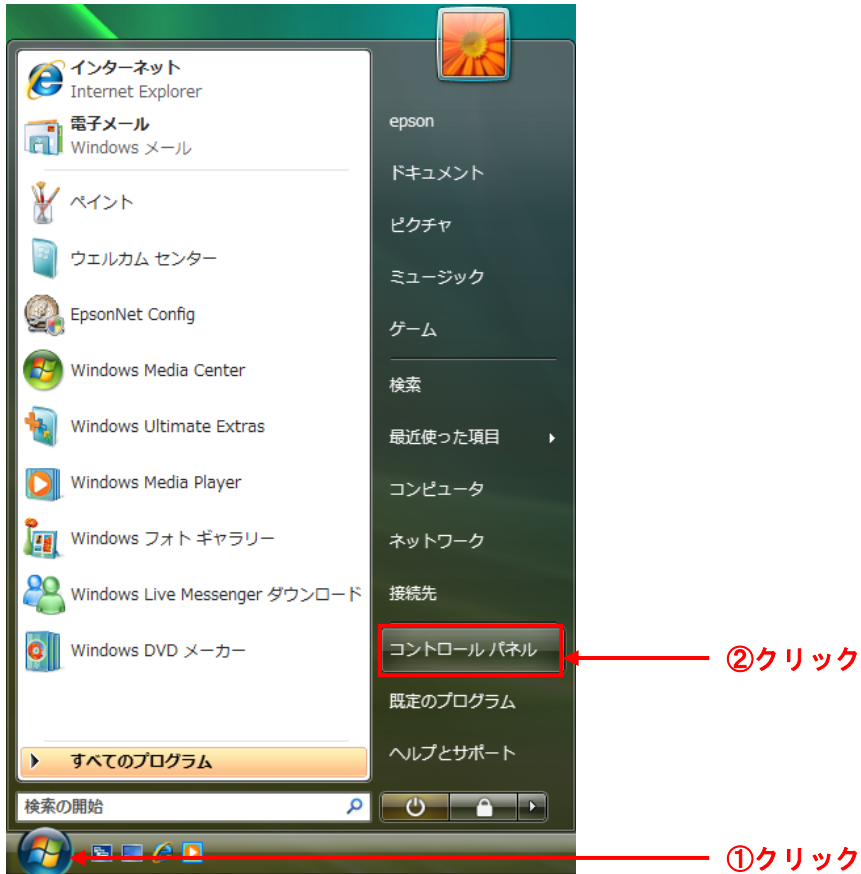 インターネット
Internet Explorer
電子メール
Windows メール
ペイント
ウエルカム センター
EpsonNet Config
Windows Media Center
Windows Ultimate Extras
Windows Media Player
Windows フォト ギャラリー
Windows Live Messenger ダウンロード
Windows DVD メーカー
すべてのプログラム
検索の開始
epson
ドキュメント
ピクチャ
ミュージック
ゲーム
検索
最近使った項目
コンピュータ
ネットワーク
接続先
コントロール パネル
既定のプログラム
ヘルプとサポート
②クリック
①クリック